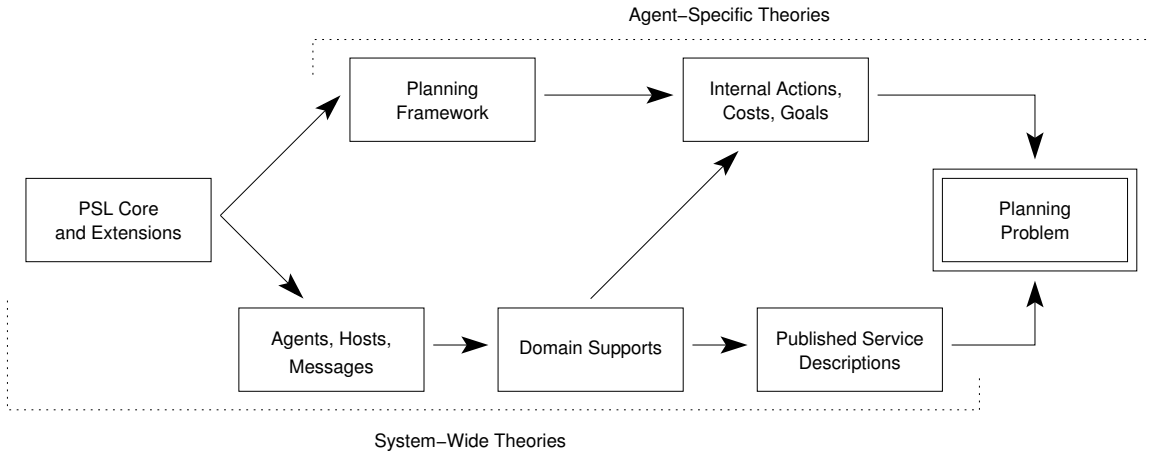 Agent−Specific Theories
Planning
Framework
Internal Actions,
Costs, Goals
PSL Core
and Extensions
Planning
Problem
Agents, Hosts,
Messages
Domain Supports
Published Service
Descriptions
System−Wide Theories